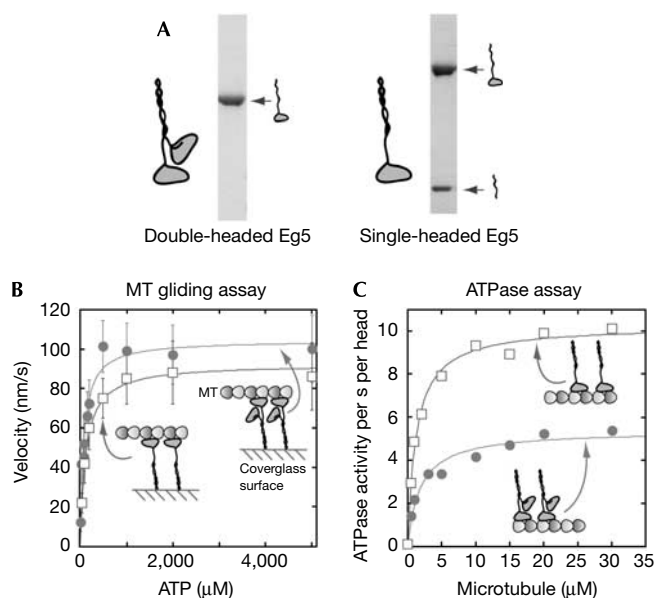 A
Double-headed Eg5
Single-headed Eg5
B
MT gliding assay
Velocity (nm/s)
120
100
80
60
40
20
0
0
2,000
4,000
ATP (μM)
MT
Coverglass
surface
C
ATPase assay
ATPase activity per s per head
10
8
6
4
2
0
0
5
10
15
20
25
30
35
Microtubule (μM)